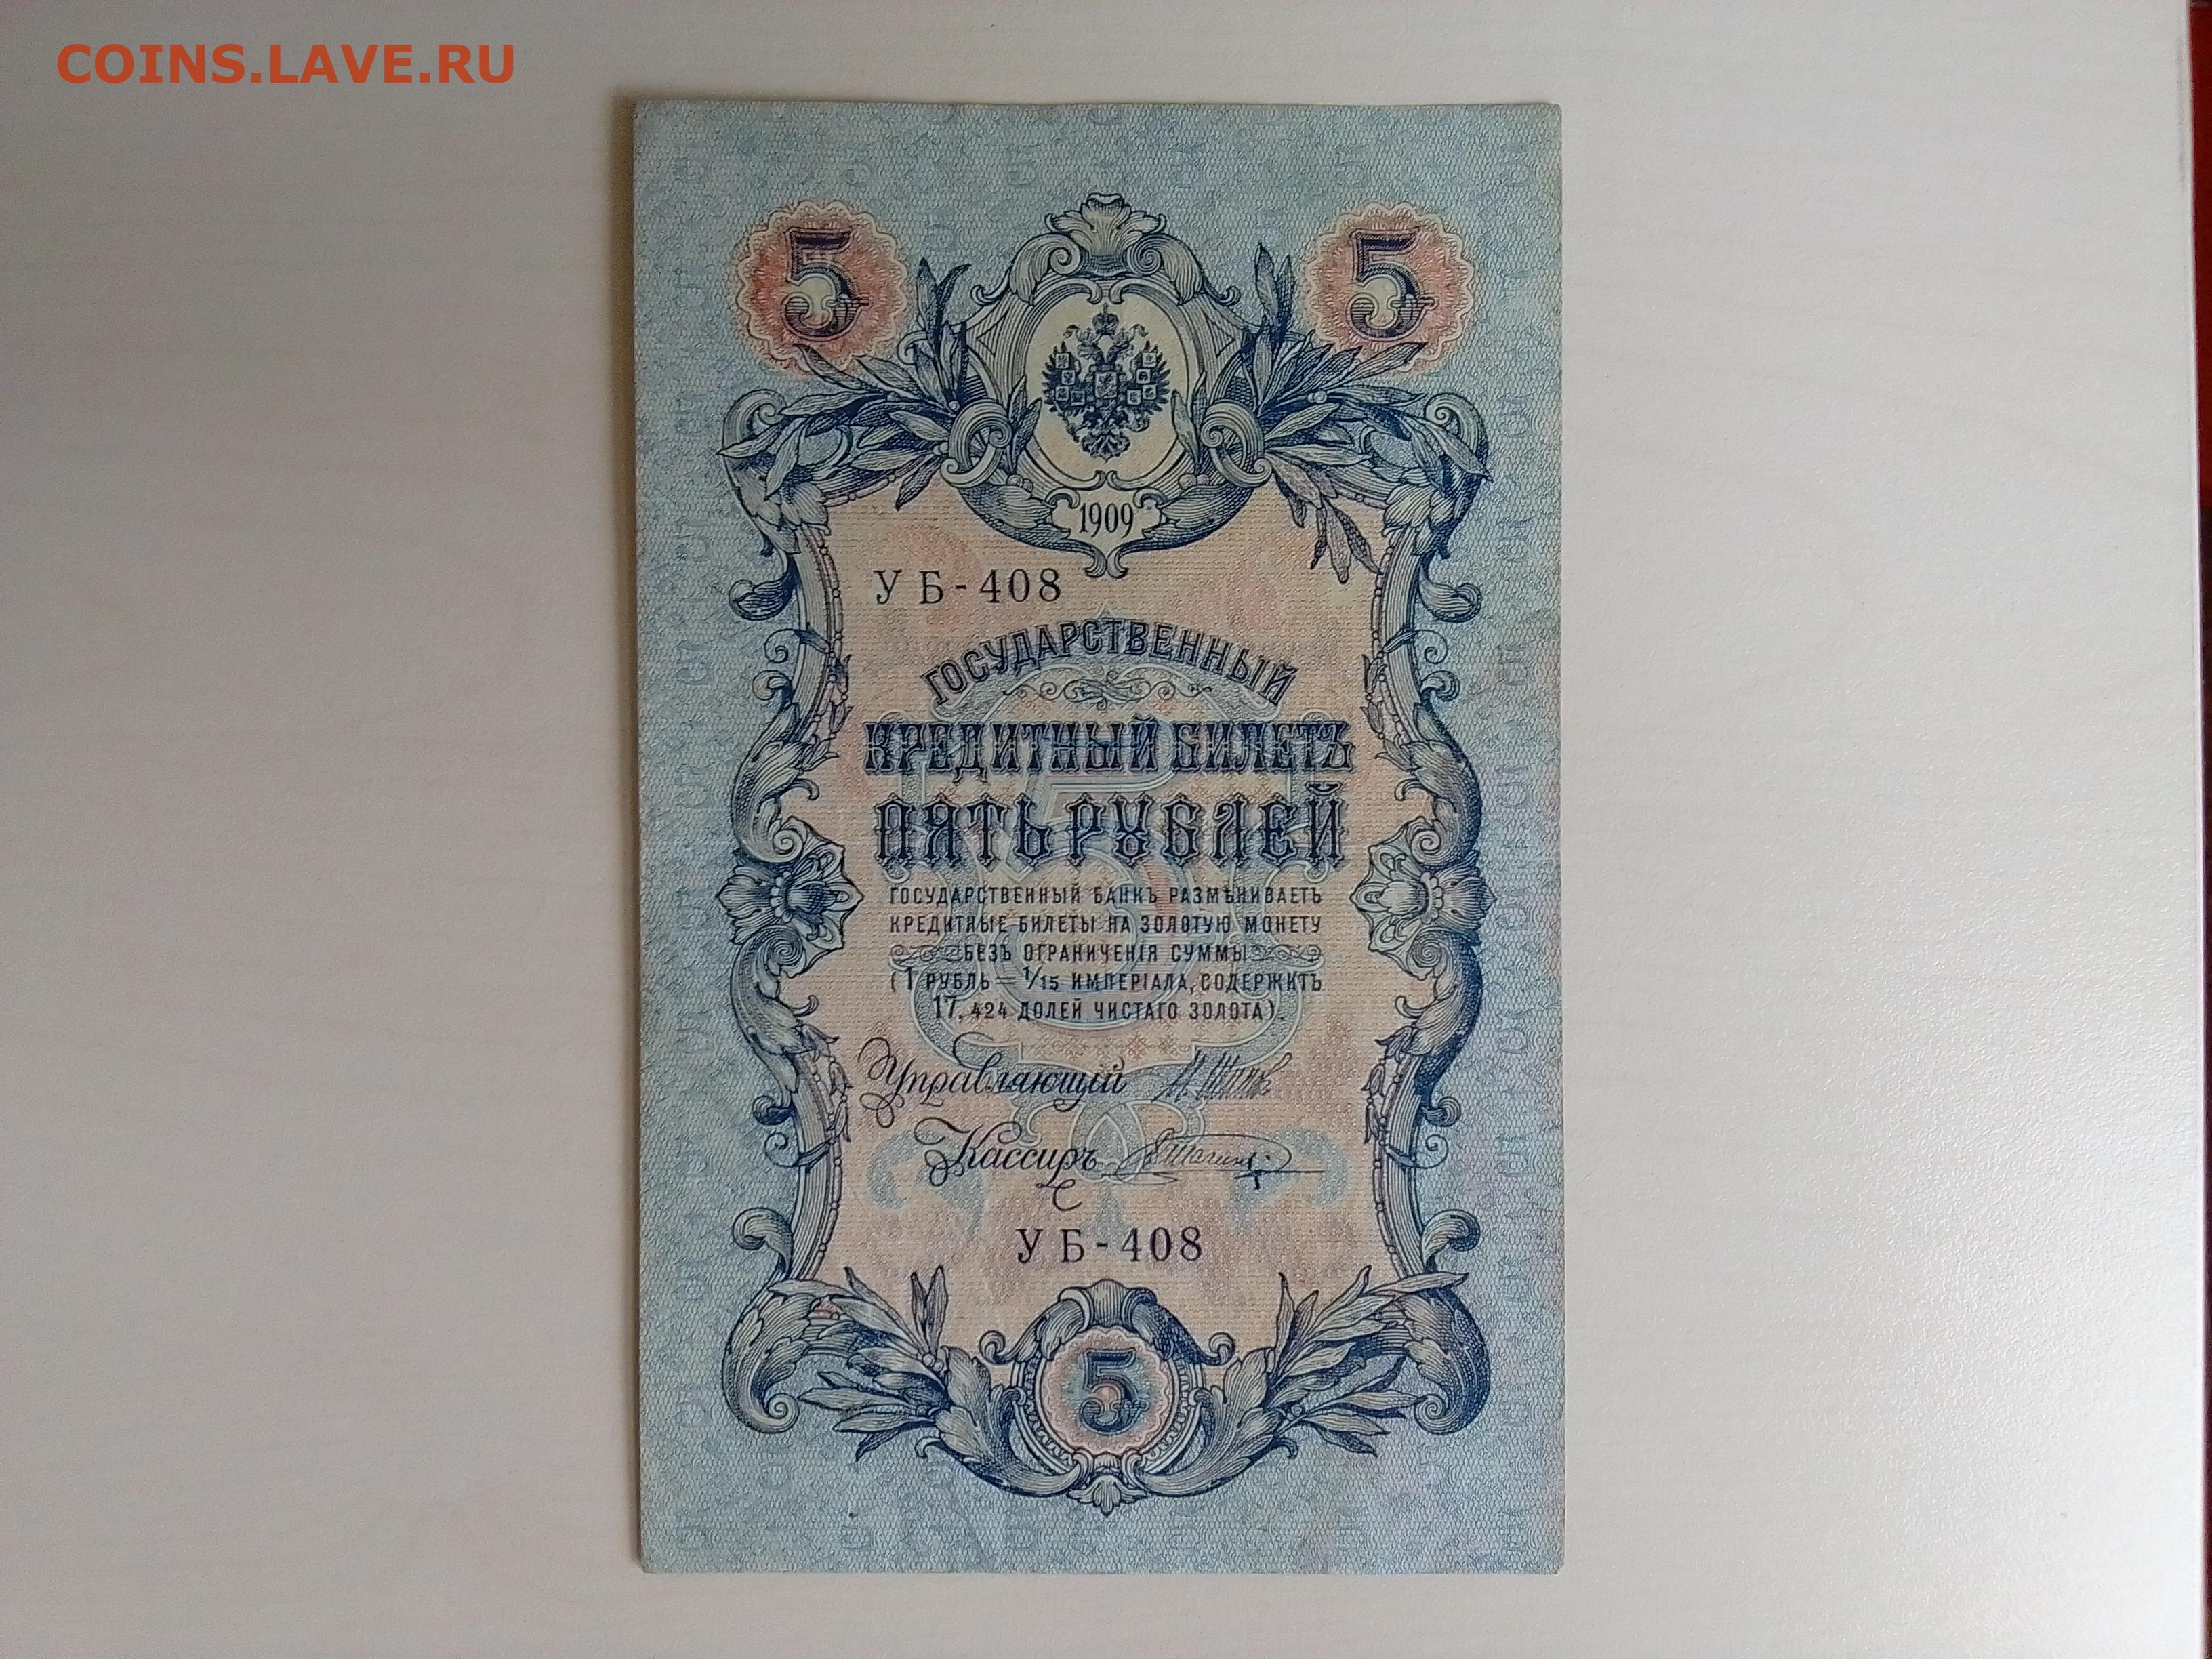 COINS.LAVE.RU
5 5
1909
УБ-408
ГОСУДАРСТВЕННЫЙ
КРЕДИТНЫЙ БИЛЕТЪ
ПЯТЬ РУБЛЕЙ
ГОСУДАРСТВЕННЫЙ БАНКЪ РАЗМѢНИВАЕТЪ
КРЕДИТНЫЕ БИЛЕТЫ НА ЗОЛОТУЮ МОНЕТУ
БЕЗЪ ОГРАНИЧЕНІЯ СУММЫ
(1 РУБЛЬ = 1/15 ИМПЕРІАЛА, СОДЕРЖИТЪ
17,424 ДОЛЕЙ ЧИСТАГО ЗОЛОТА).
Управляющій
Кассиръ
УБ-408
5